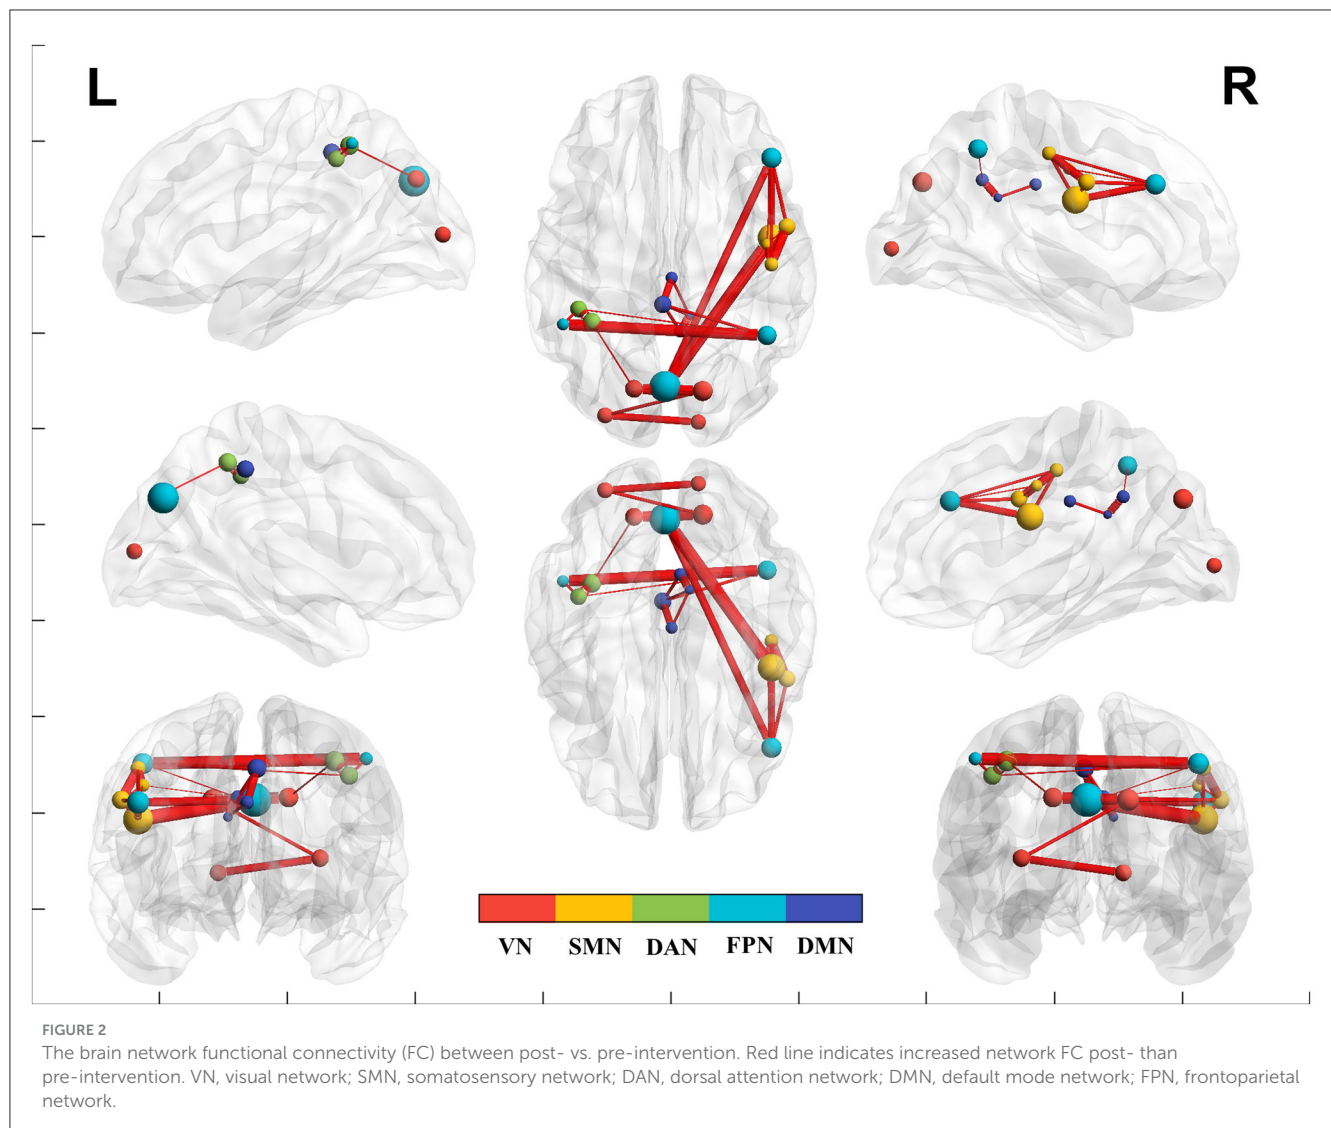 L
R
VN SMN DAN FPN DMN
FIGURE 2
The brain network functional connectivity (FC) between post- vs. pre-intervention. Red line indicates increased network FC post- than
pre-intervention. VN, visual network; SMN, somatosensory network; DAN, dorsal attention network; DMN, default mode network; FPN, frontoparietal
network.